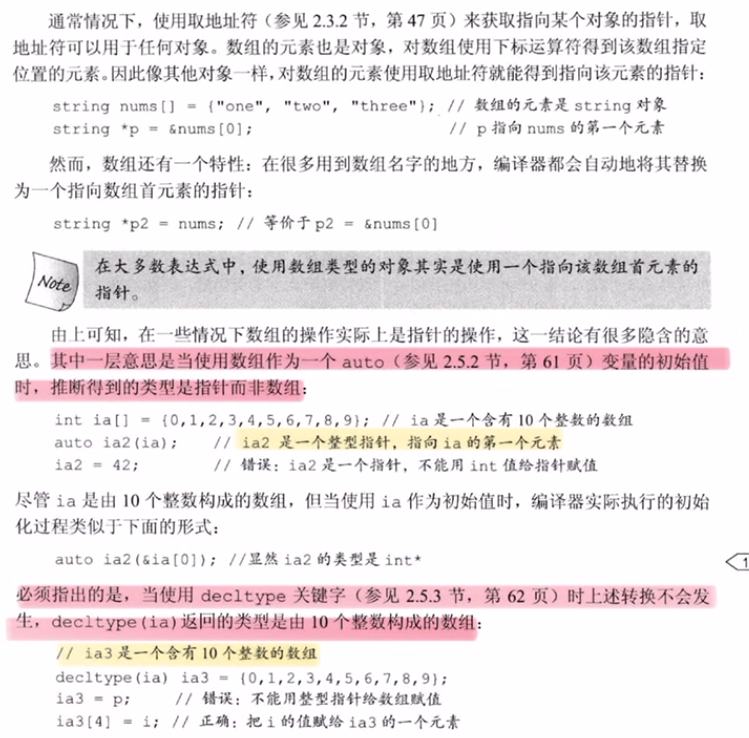 通常情况下，使用取地址符（参见 2.3.2 节，第 47 页）来获取指向某个对象的指针，取
地址符可以用于任何对象。数组的元素也是对象，对数组使用下标运算符得到该数组指定
位置的元素。因此像其他对象一样，对数组的元素使用取地址符就能得到指向该元素的指针：
string nums[] = {"one", "two", "three"}; // 数组的元素是 string 对象
string *p = &nums[0]; // p 指向 nums 的第一个元素
然而，数组还有一个特性：在很多用到数组名字的地方，编译器都会自动地将其替换
为一个指向数组首元素的指针：
string *p2 = nums; // 等价于 p2 = &nums[0]
Note
在大多数表达式中，使用数组类型的对象其实是使用一个指向该数组首元素的
指针。
由上可知，在一些情况下数组的操作实际上是指针的操作，这一结论有很多隐含的意
思。其中一层意思是当使用数组作为一个 auto（参见 2.5.2 节，第 61 页）变量的初始值
时，推断得到的类型是指针而非数组：
int ia[] = {0,1,2,3,4,5,6,7,8,9}; // ia 是一个含有 10 个整数的数组
auto ia2(ia); // ia2 是一个整型指针，指向 ia 的第一个元素
ia2 = 42; // 错误：ia2 是一个指针，不能用 int 值给指针赋值
尽管 ia 是由 10 个整数构成的数组，但当使用 ia 作为初始值时，编译器实际执行的初始
化过程类似于下面的形式：
auto ia2(&ia[0]); //显然 ia2 的类型是 int*
1
必须指出的是，当使用 decltype 关键字（参见 2.5.3 节，第 62 页）时上述转换不会发
生，decltype(ia)返回的类型是由 10 个整数构成的数组：
// ia3 是一个含有 10 个整数的数组
decltype(ia) ia3 = {0,1,2,3,4,5,6,7,8,9};
ia3 = p; // 错误：不能用整型指针给数组赋值
ia3[4] = i; // 正确：把 i 的值赋给 ia3 的一个元素